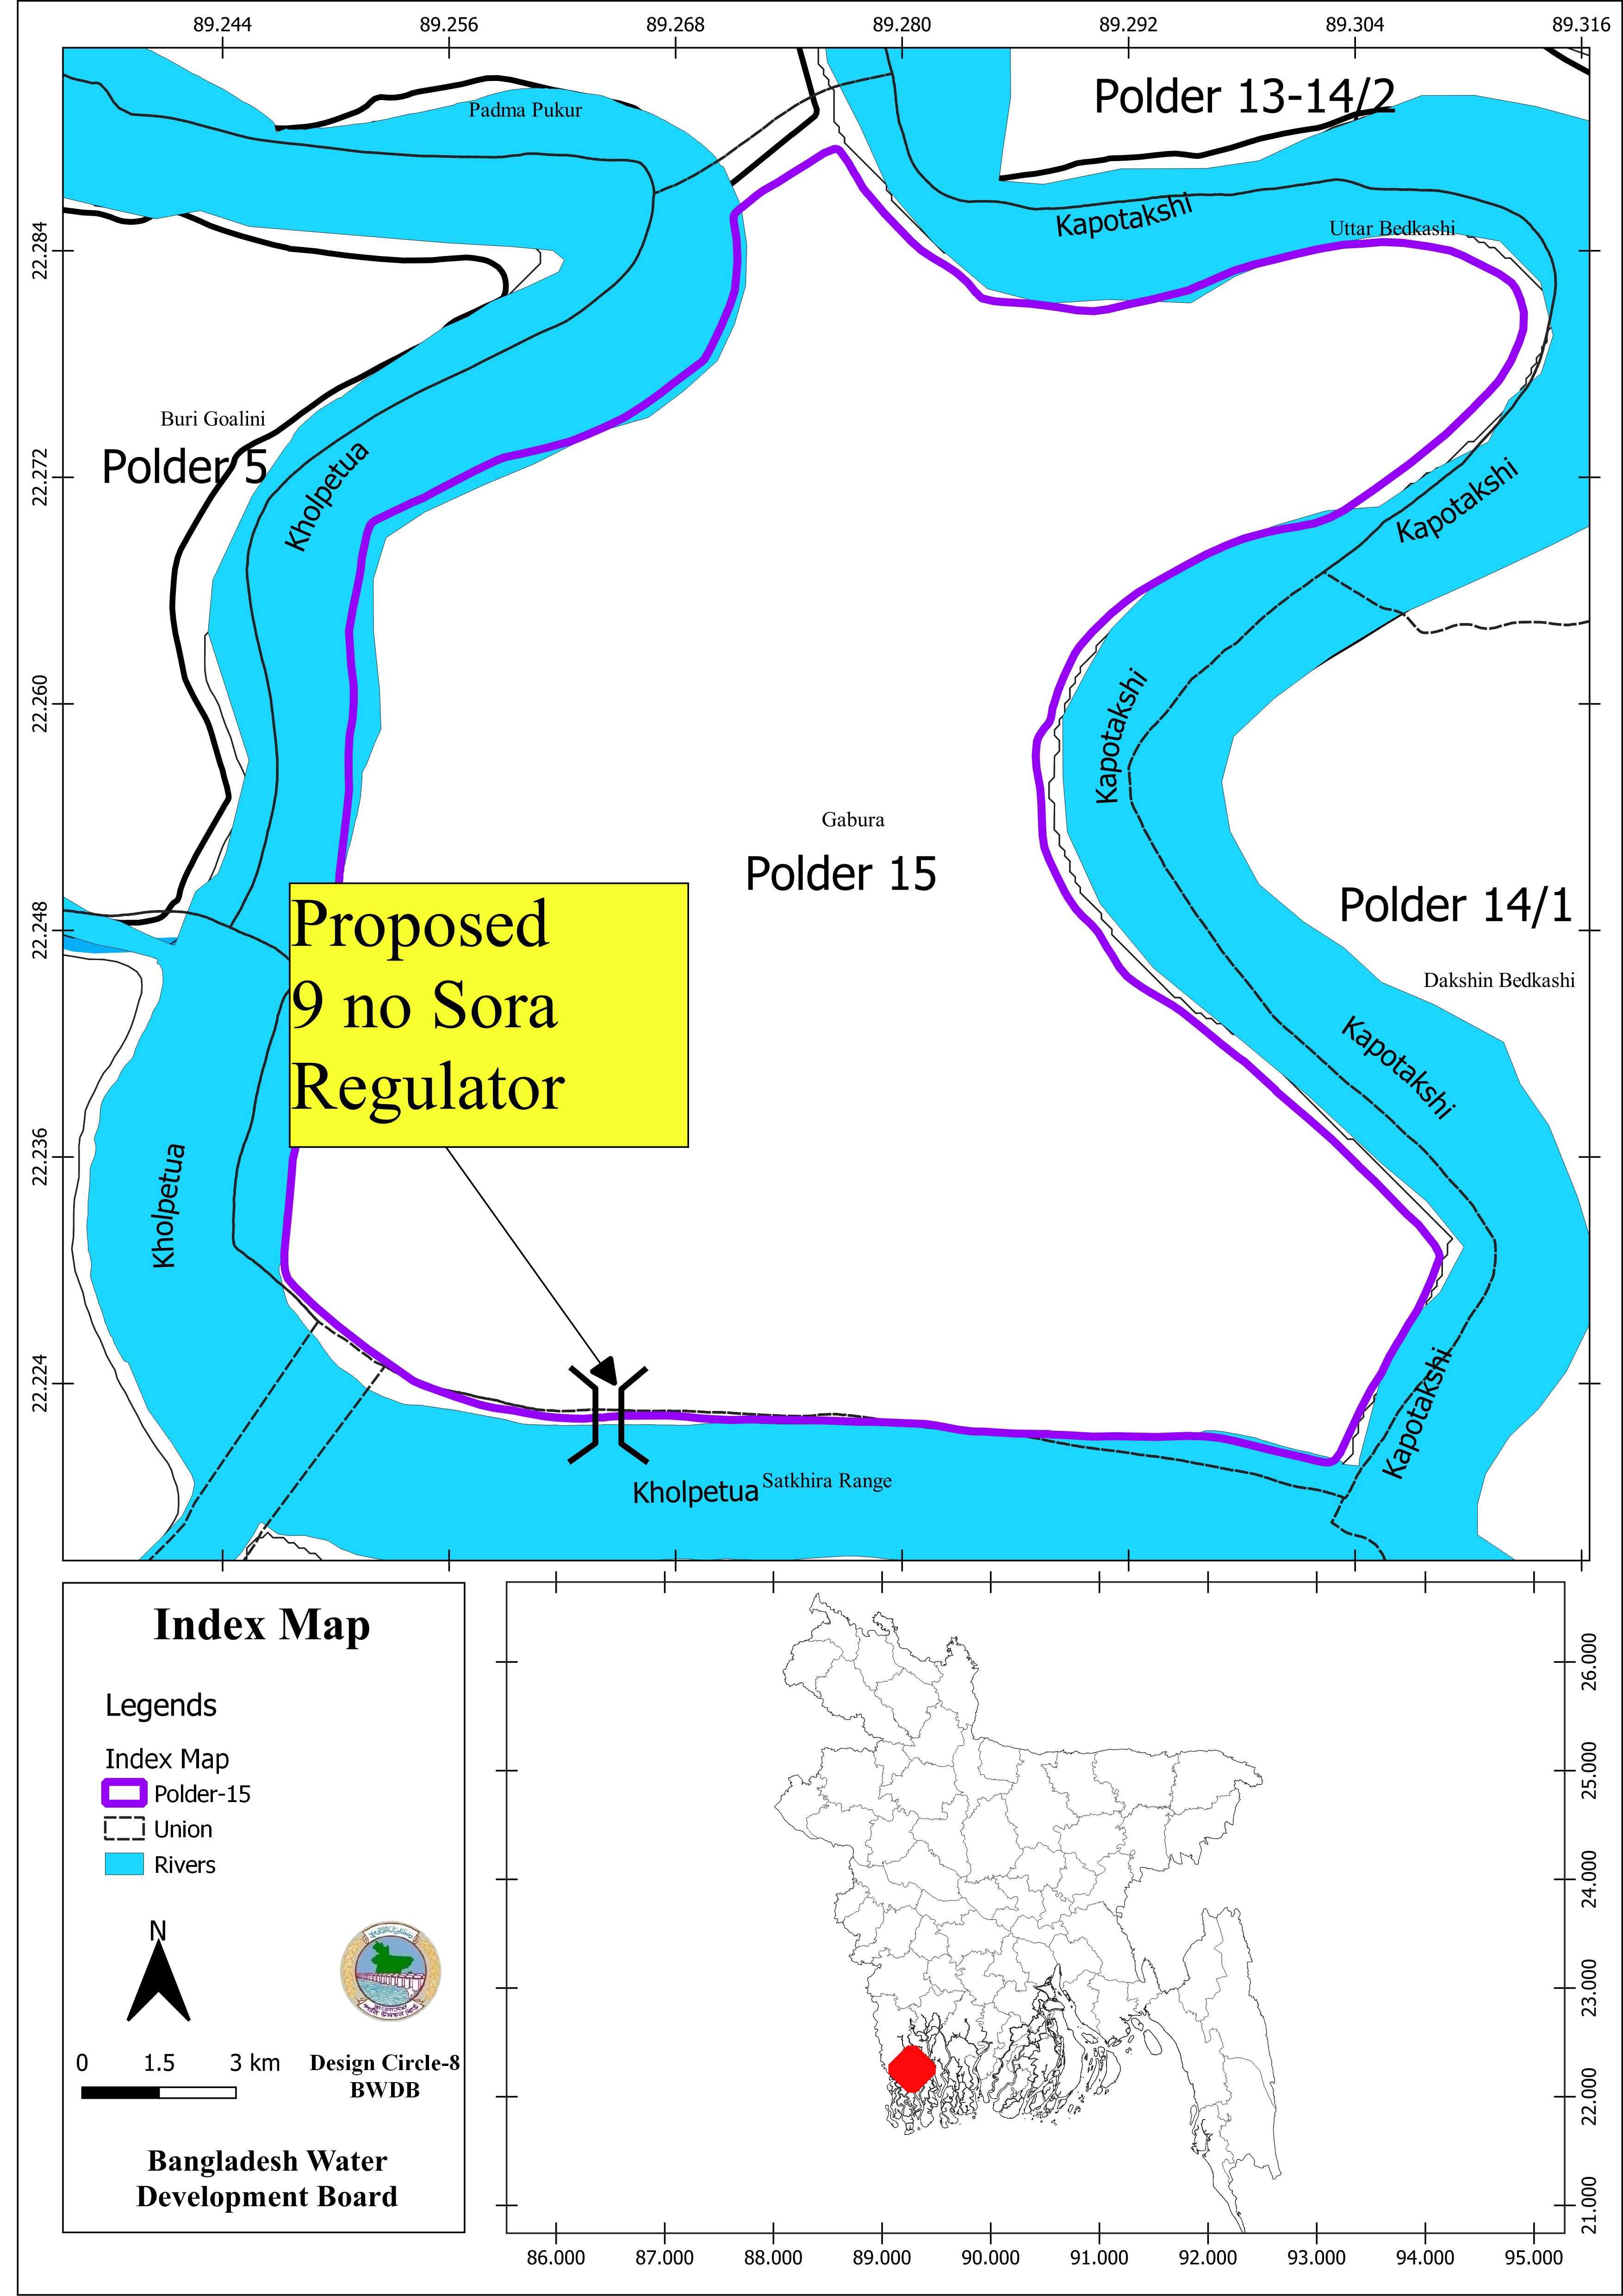 89.244 89.256 89.268 89.280 89.292 89.304 89.316
Padma Pukur
Polder 13-14/2
Kapotakshi
Uttar Bedkashi
22.284
Buri Goalini
Polder 5
22.272
Kholpetua
Kapotakshi
22.260
Kapotakshi
Gabura
Polder 15
Polder 14/1
22.248
Proposed
9 no Sora
Regulator
Dakshin Bedkashi
Kapotakshi
22.236
Kholpetua
22.224
Kapotakshi
Kholpetua
Satkhira Range
Index Map
Legends
Index Map
Polder-15
Union
Rivers
N
0 1.5 3 km
Design Circle-8
BWDB
Bangladesh Water
Development Board
26.000
25.000
24.000
23.000
22.000
21.000
86.000 87.000 88.000 89.000 90.000 91.000 92.000 93.000 94.000 95.000